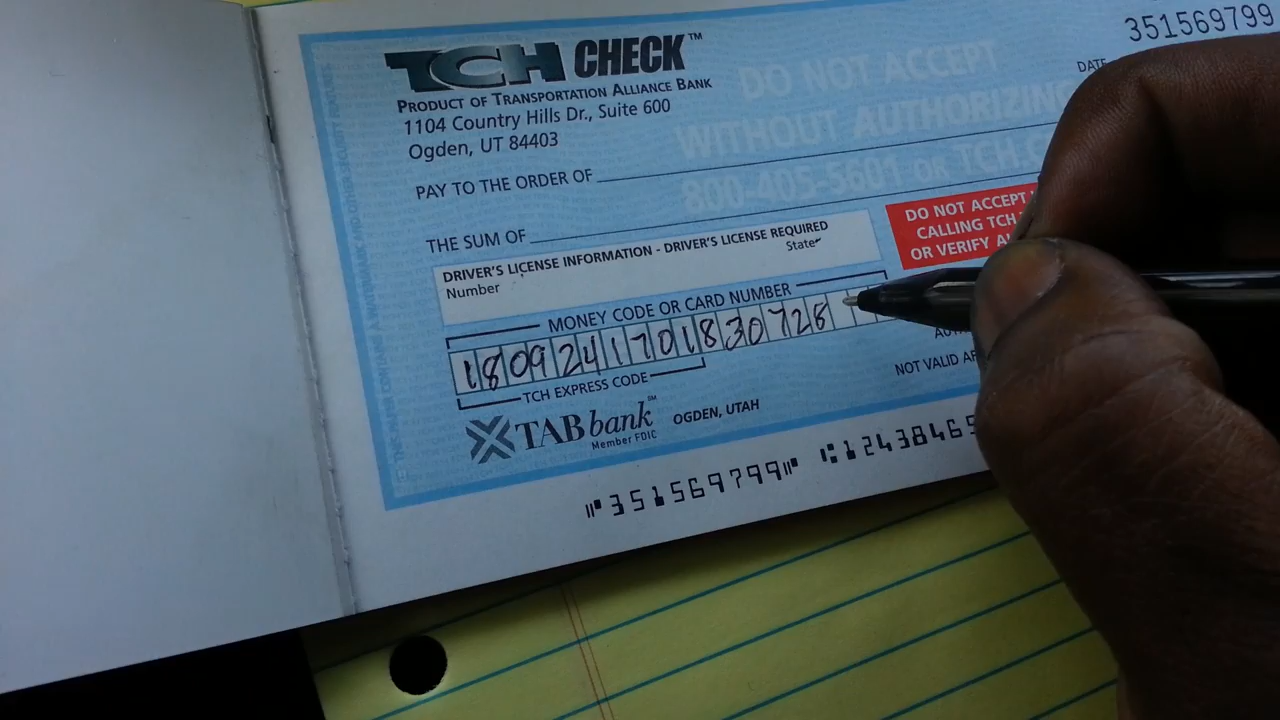 351569799
TCH CHECK™
PRODUCT OF TRANSPORTATION ALLIANCE BANK
1104 Country Hills Dr., Suite 600
Ogden, UT 84403
DATE
DO NOT ACCEPT
WITHOUT AUTHORIZING
800-405-5601 OR TCH.C
PAY TO THE ORDER OF
THE SUM OF
DRIVER'S LICENSE INFORMATION - DRIVER'S LICENSE REQUIRED
Number State
DO NOT ACCEPT
CALLING TCH
OR VERIFY
MONEY CODE OR CARD NUMBER
1809241701830728
TCH EXPRESS CODE
NOT VALID
TAB bank℠
Member FDIC
OGDEN, UTAH
⑈351569799⑈ ⑆12438465